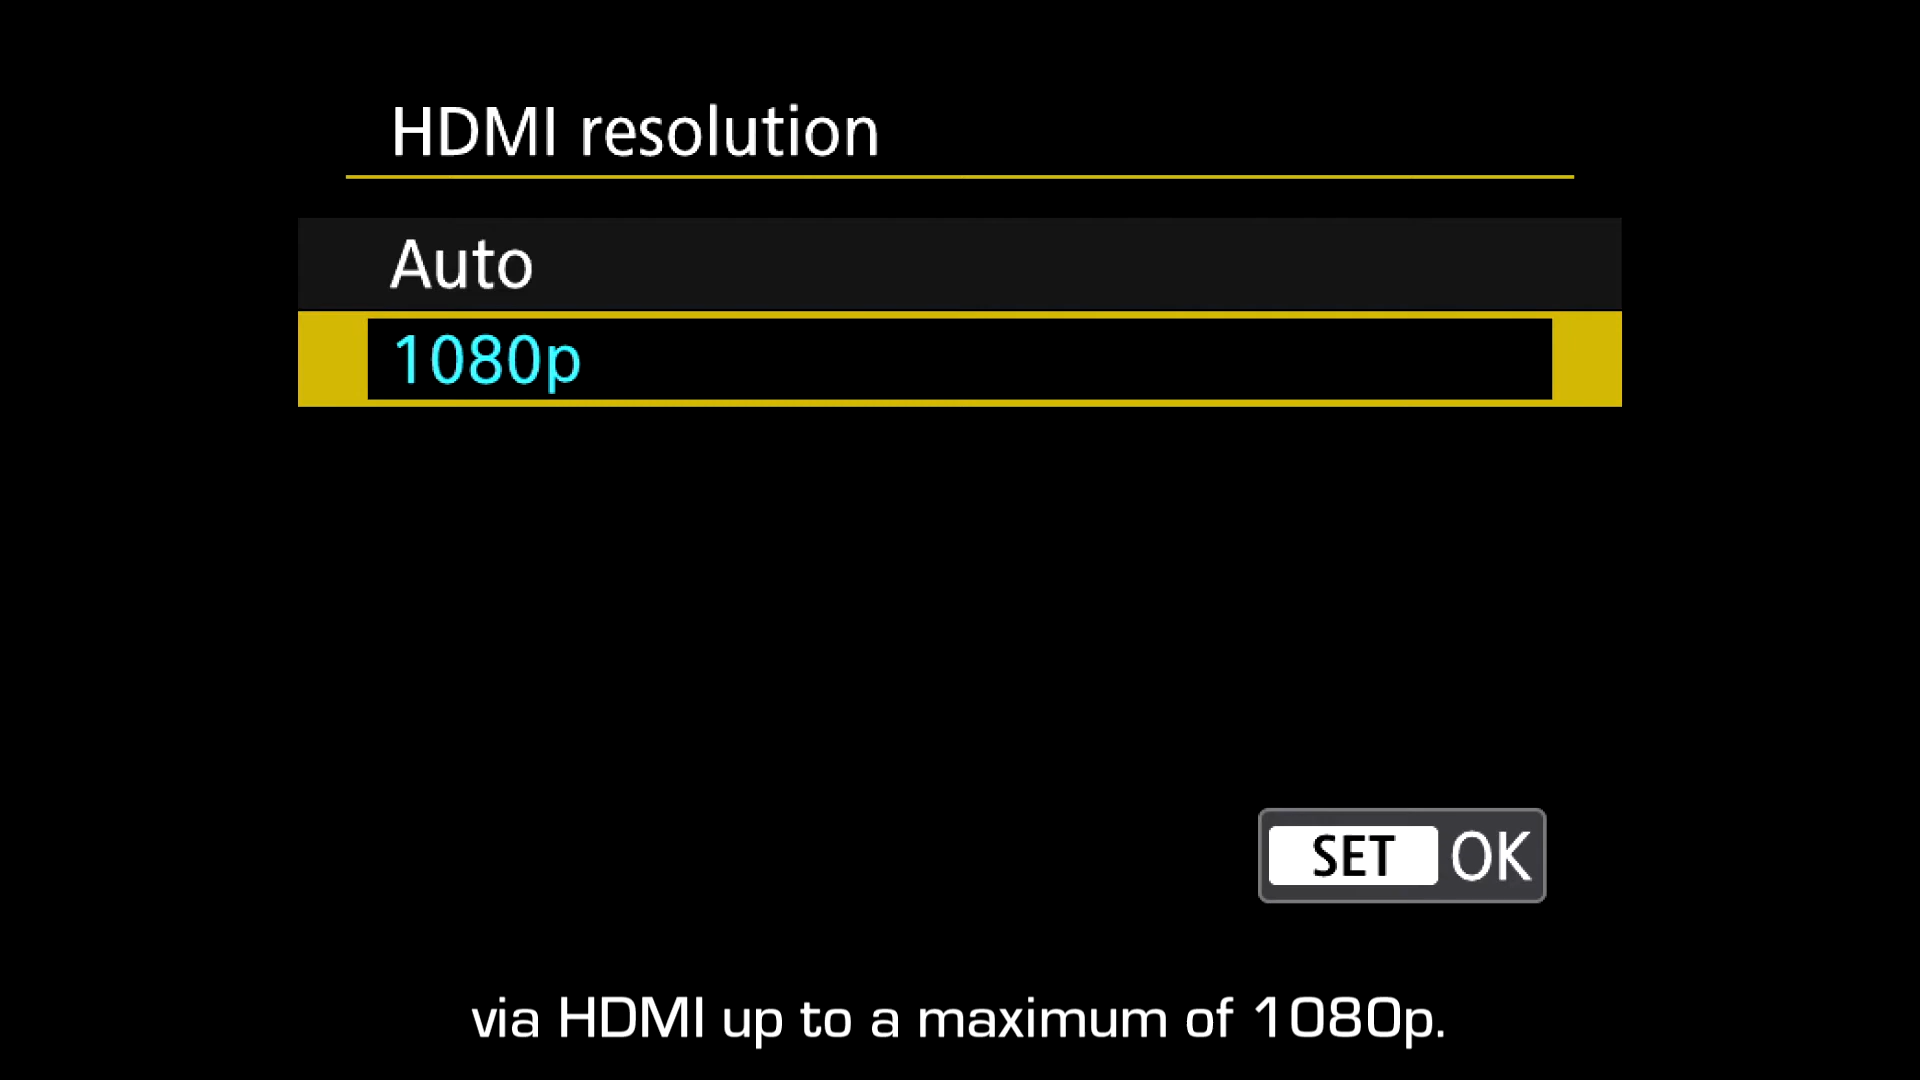 HDMI resolution
Auto
1080p
SET OK
via HDMI up to a maximum of 1080p.